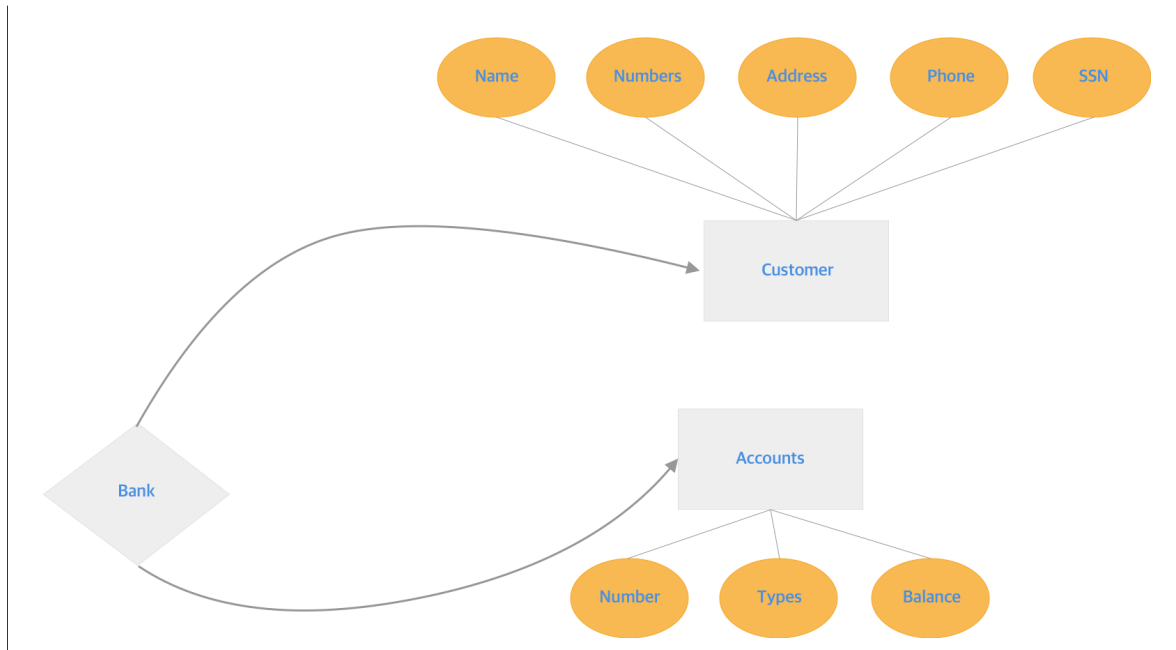 Name
Numbers
Address
Phone
SSN
Customer
Accounts
Bank
Number
Types
Balance